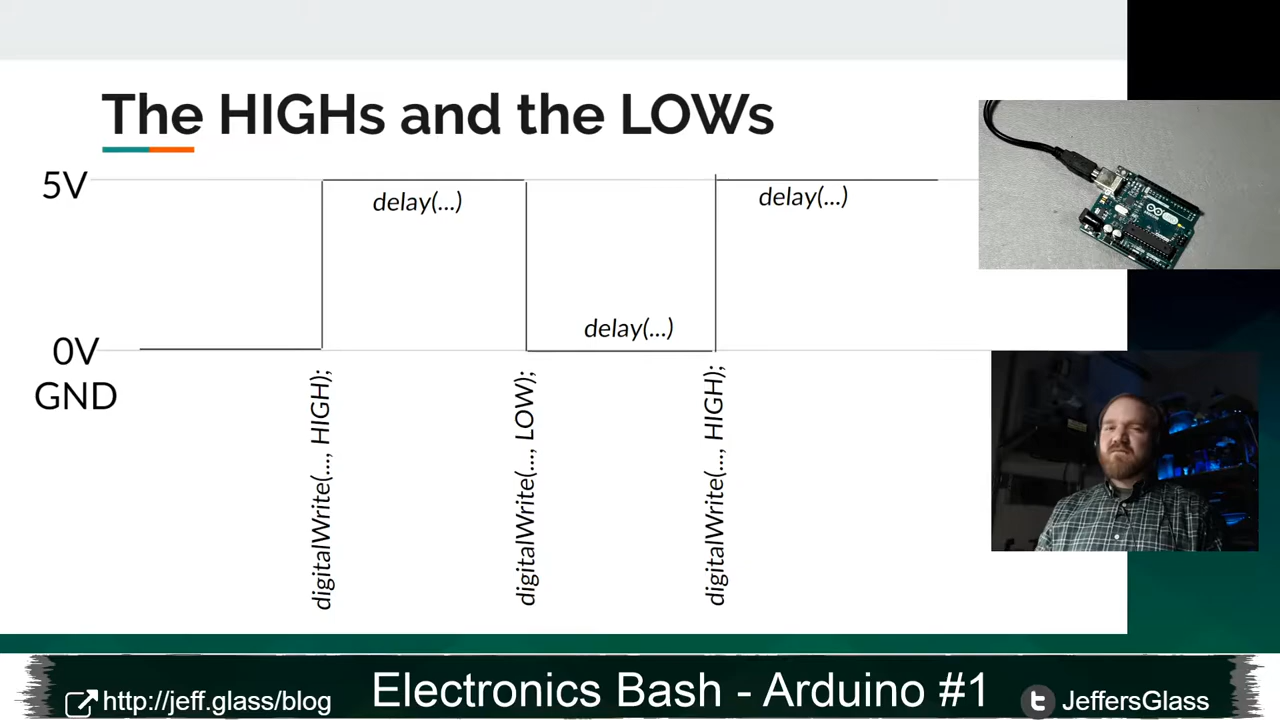 The HIGHs and the LOWs
5V
delay(...)
delay(...)
delay(...)
0V
GND
digitalWrite(..., HIGH);
digitalWrite(..., LOW);
digitalWrite(..., HIGH);
http://jeff.glass/blog
Electronics Bash - Arduino #1
JeffersGlass